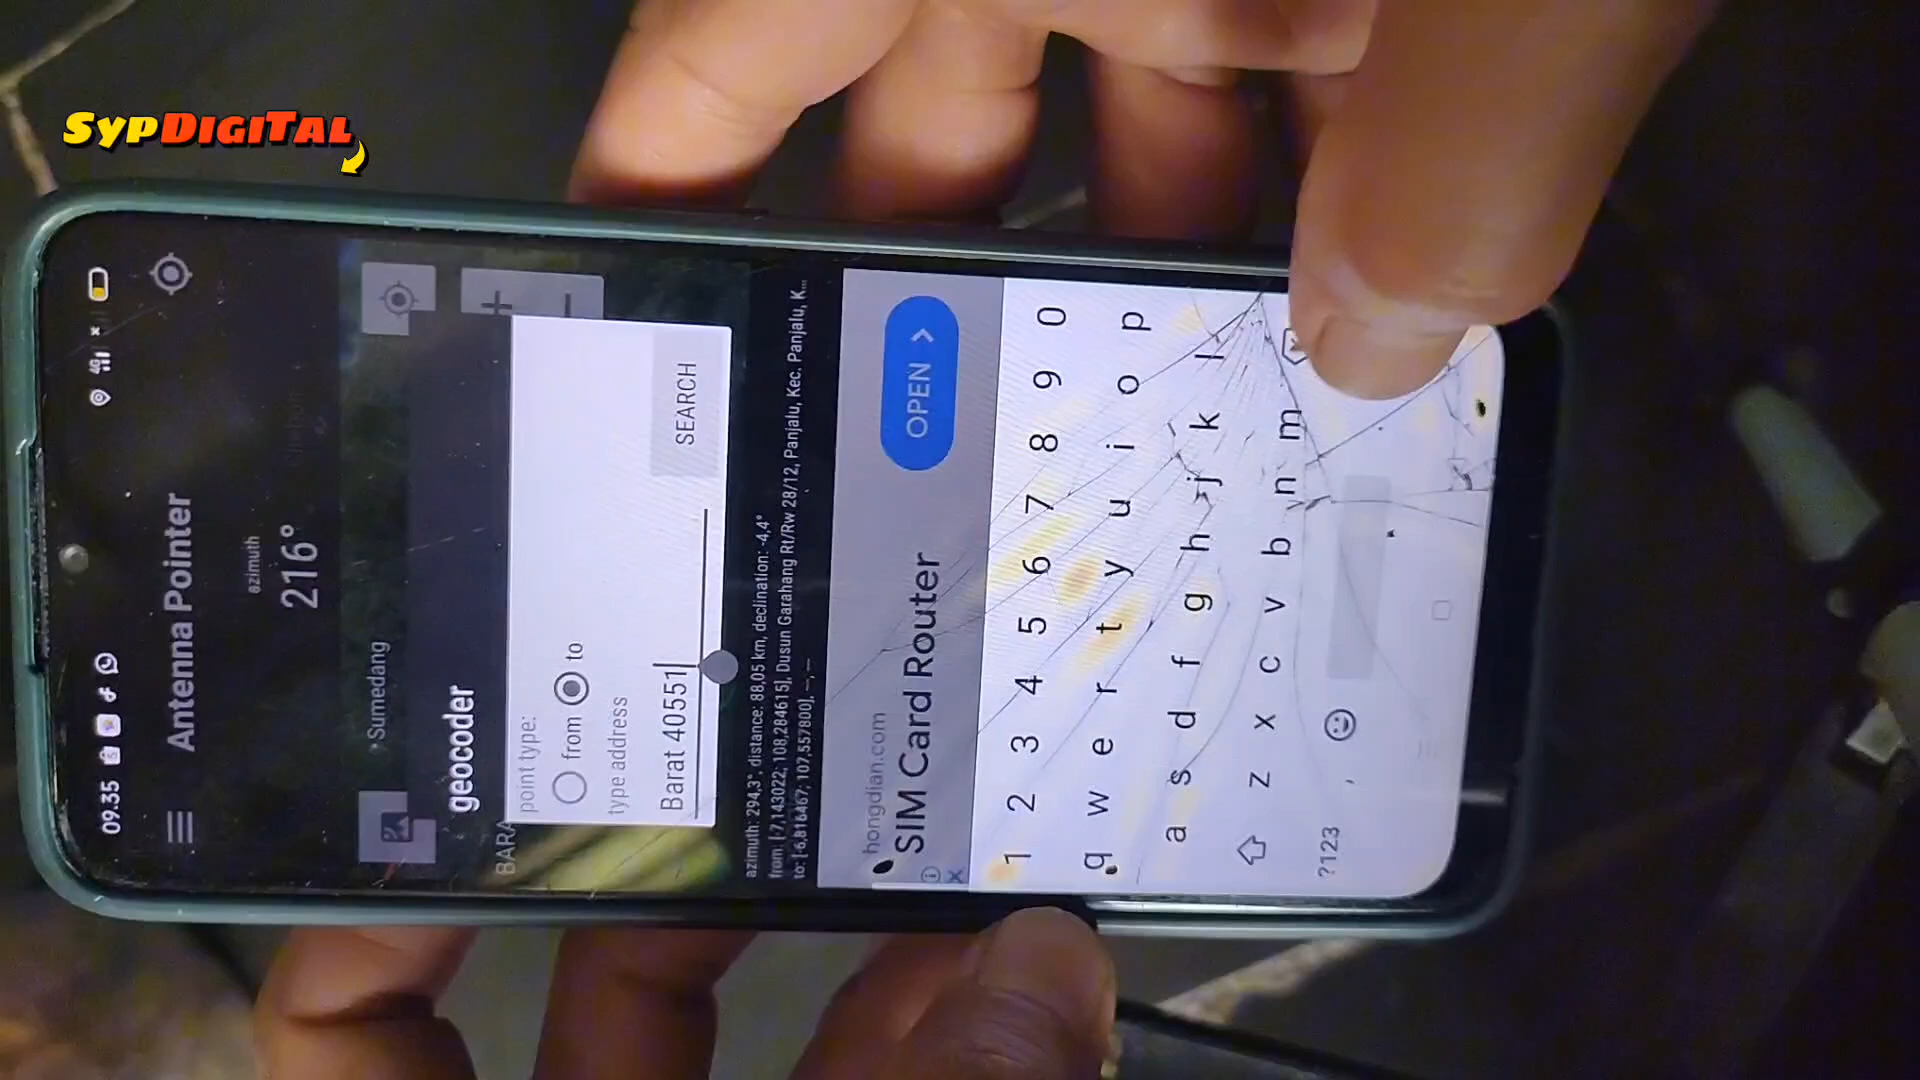 SypDigital
09.35
4G
Antenna Pointer
azimuth
216°
Sumedang
geocoder
BARA
point type:
from to
type address
Barat 40551
SEARCH
azimuth: 294,3°, distance: 88,05 km, declination: -4,4°
from: [-7,143022; 108,284615], Dusun Garahang Rt/Rw 28/12, Panjalu, Kec. Panjalu, K...
to: [-6,816467; 107,557800], --, --
hongdian.com
SIM Card Router
OPEN >
1 2 3 4 5 6 7 8 9 0
q w e r t y u i o p
a s d f g h j k l
z x c v b n m
?123 ,